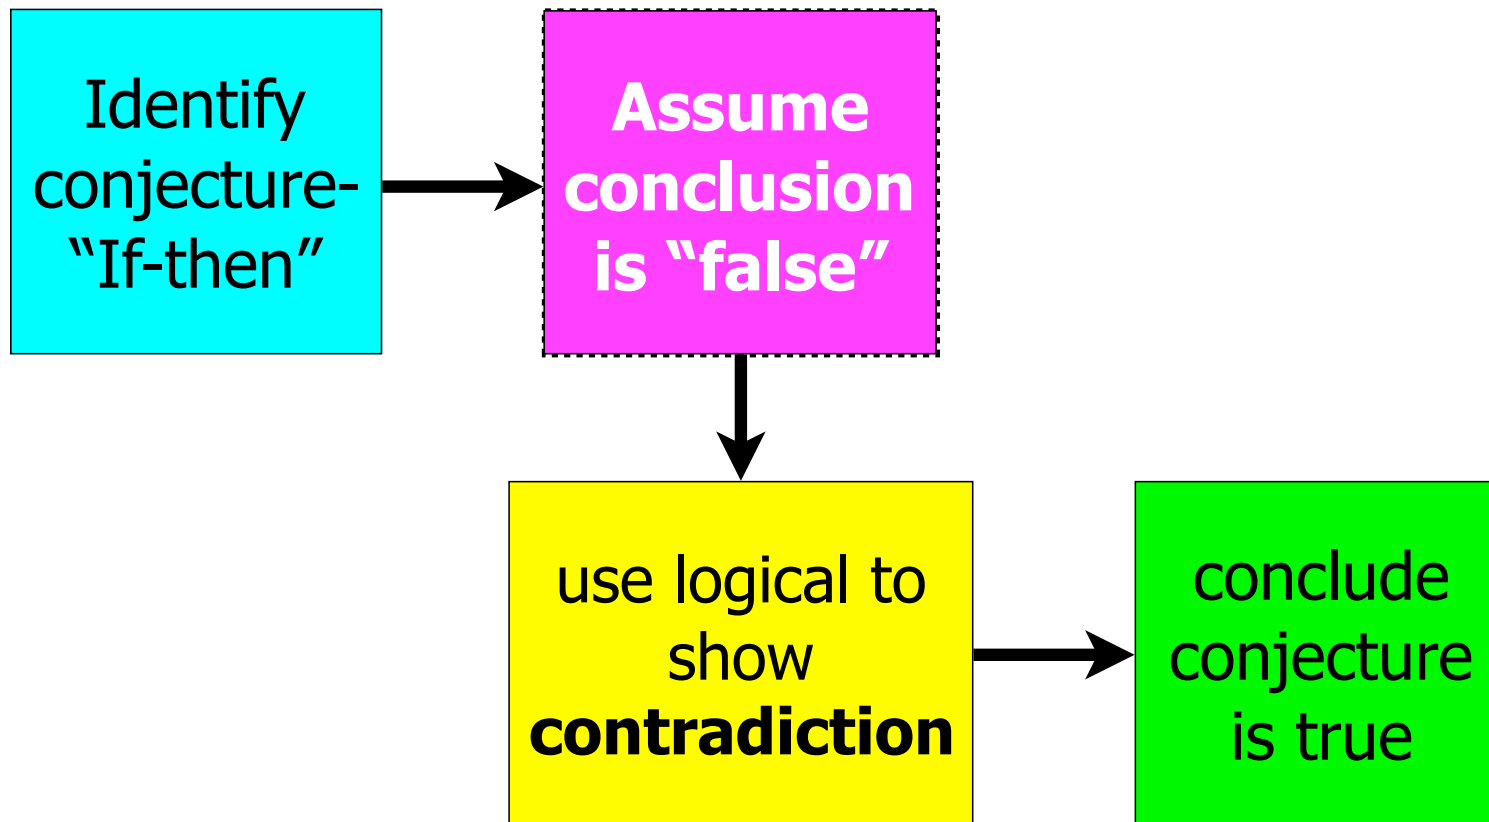 Identify
conjecture-
“If-then”
Assume
conclusion
is “false”
use logical to
show
contradiction
conclude
conjecture
is true